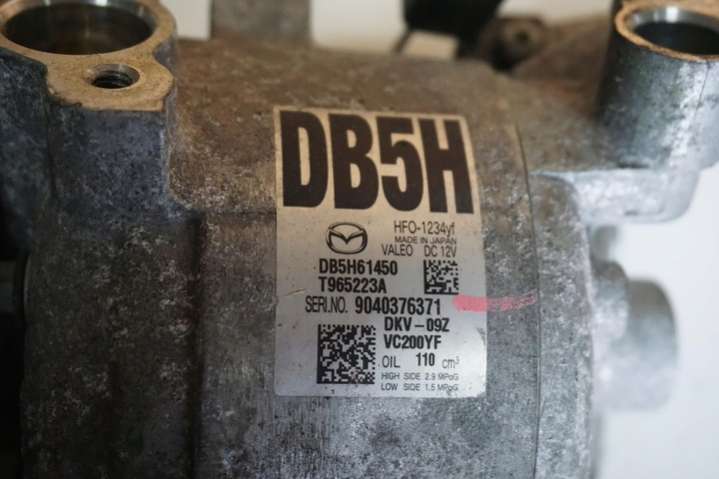 DB5H
HFO-1234yf
MADE IN JAPAN
VALEO DC 12V
DB5H61450
T965223A
SERI.NO. 9040376371
DKV-09Z
VC200YF
OIL 110 cm³
HIGH SIDE 2.9 MPaG
LOW SIDE 1.5 MPaG